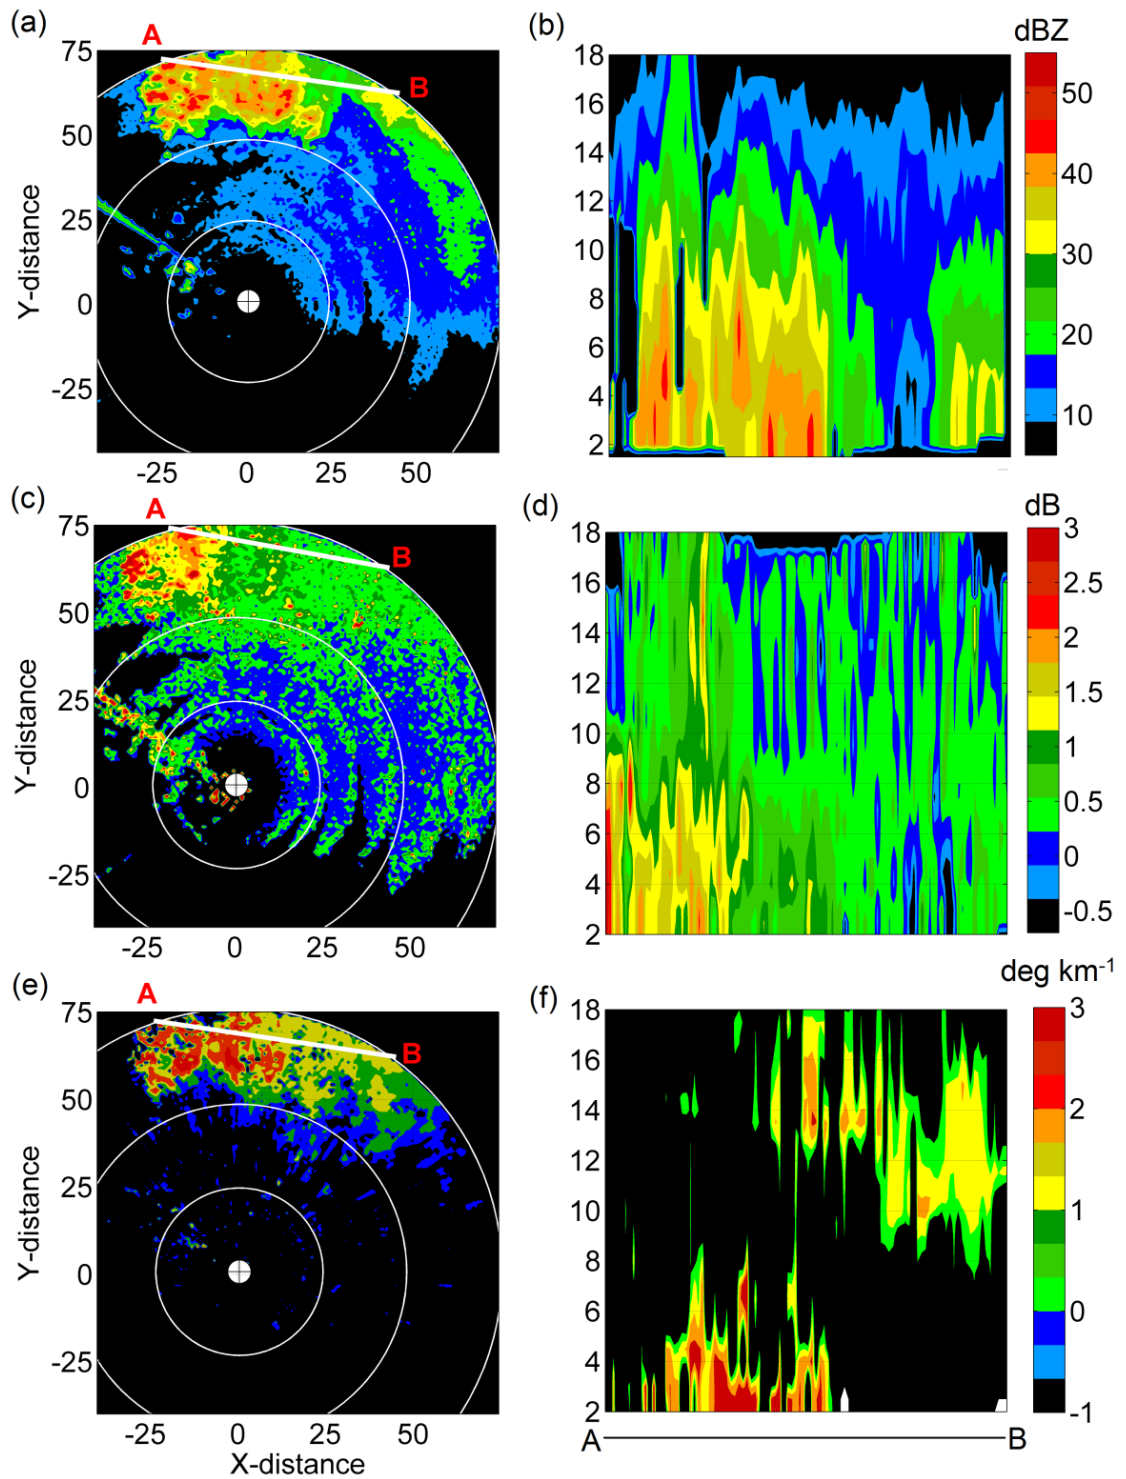 (a)
A
B
75
50
25
0
-25
Y-distance
-25 0 25 50
(b)
dBZ
18
16
14
12
10
8
6
4
2
50
40
30
20
10
(c)
A
B
75
50
25
0
-25
Y-distance
-25 0 25 50
(d)
dB
18
16
14
12
10
8
6
4
2
3
2.5
2
1.5
1
0.5
0
-0.5
(e)
A
B
75
50
25
0
-25
Y-distance
-25 0 25 50
X-distance
(f)
deg km⁻¹
18
16
14
12
10
8
6
4
2
A B
3
2
1
0
-1